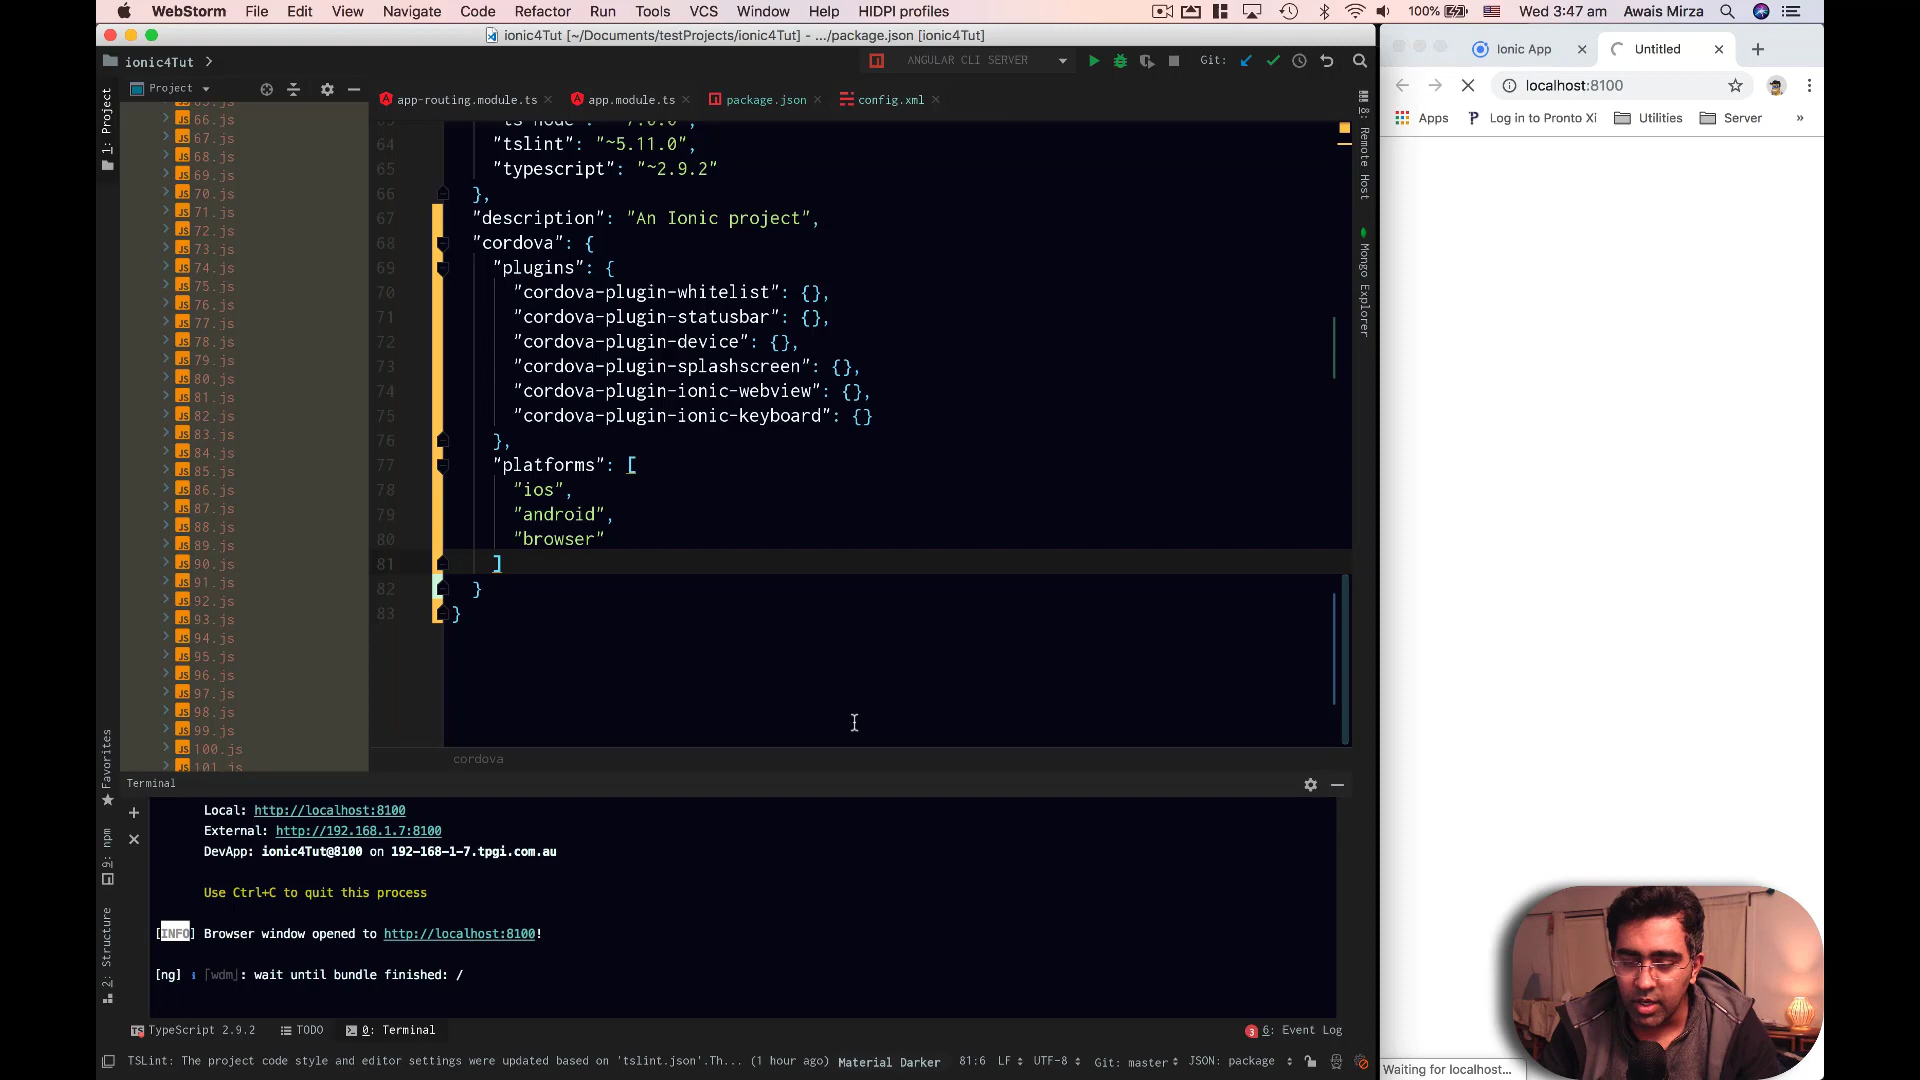 WebStorm File Edit View Navigate Code Refactor Run Tools VCS Window Help HIDPI profiles 100% Wed 3:47 am Awais Mirza
ionic4Tut [~/Documents/testProjects/ionic4Tut] - .../package.json [ionic4Tut]
ionic4Tut
ANGULAR CLI SERVER Git:
Project
app-routing.module.ts app.module.ts package.json config.xml
Ionic App Untitled
localhost:8100
Apps Log in to Pronto Xi Utilities Server »
1: Project
66.js
67.js
68.js
69.js
70.js
71.js
72.js
73.js
74.js
75.js
76.js
77.js
78.js
79.js
80.js
81.js
82.js
83.js
84.js
85.js
86.js
87.js
88.js
89.js
90.js
91.js
92.js
93.js
94.js
95.js
96.js
97.js
98.js
99.js
100.js
101.js
64 "tslint": "~5.11.0",
65 "typescript": "~2.9.2"
66 },
67 "description": "An Ionic project",
68 "cordova": {
69 "plugins": {
70 "cordova-plugin-whitelist": {},
71 "cordova-plugin-statusbar": {},
72 "cordova-plugin-device": {},
73 "cordova-plugin-splashscreen": {},
74 "cordova-plugin-ionic-webview": {},
75 "cordova-plugin-ionic-keyboard": {}
76 },
77 "platforms": [
78 "ios",
79 "android",
80 "browser"
81 ]
82 }
83 }
cordova
8: Remote Host
Mongo Explorer
Favorites
9: npm
2: Structure
Terminal
Local: http://localhost:8100
External: http://192.168.1.7:8100
DevApp: ionic4Tut@8100 on 192-168-1-7.tpgi.com.au
Use Ctrl+C to quit this process
[INFO] Browser window opened to http://localhost:8100!
[ng] ℹ ｢wdm｣: wait until bundle finished: /
TypeScript 2.9.2 TODO 0: Terminal 3 6: Event Log
TSLint: The project code style and editor settings were updated based on 'tslint.json'.Th... (1 hour ago) Material Darker 81:6 LF UTF-8 Git: master JSON: package
Waiting for localhost...